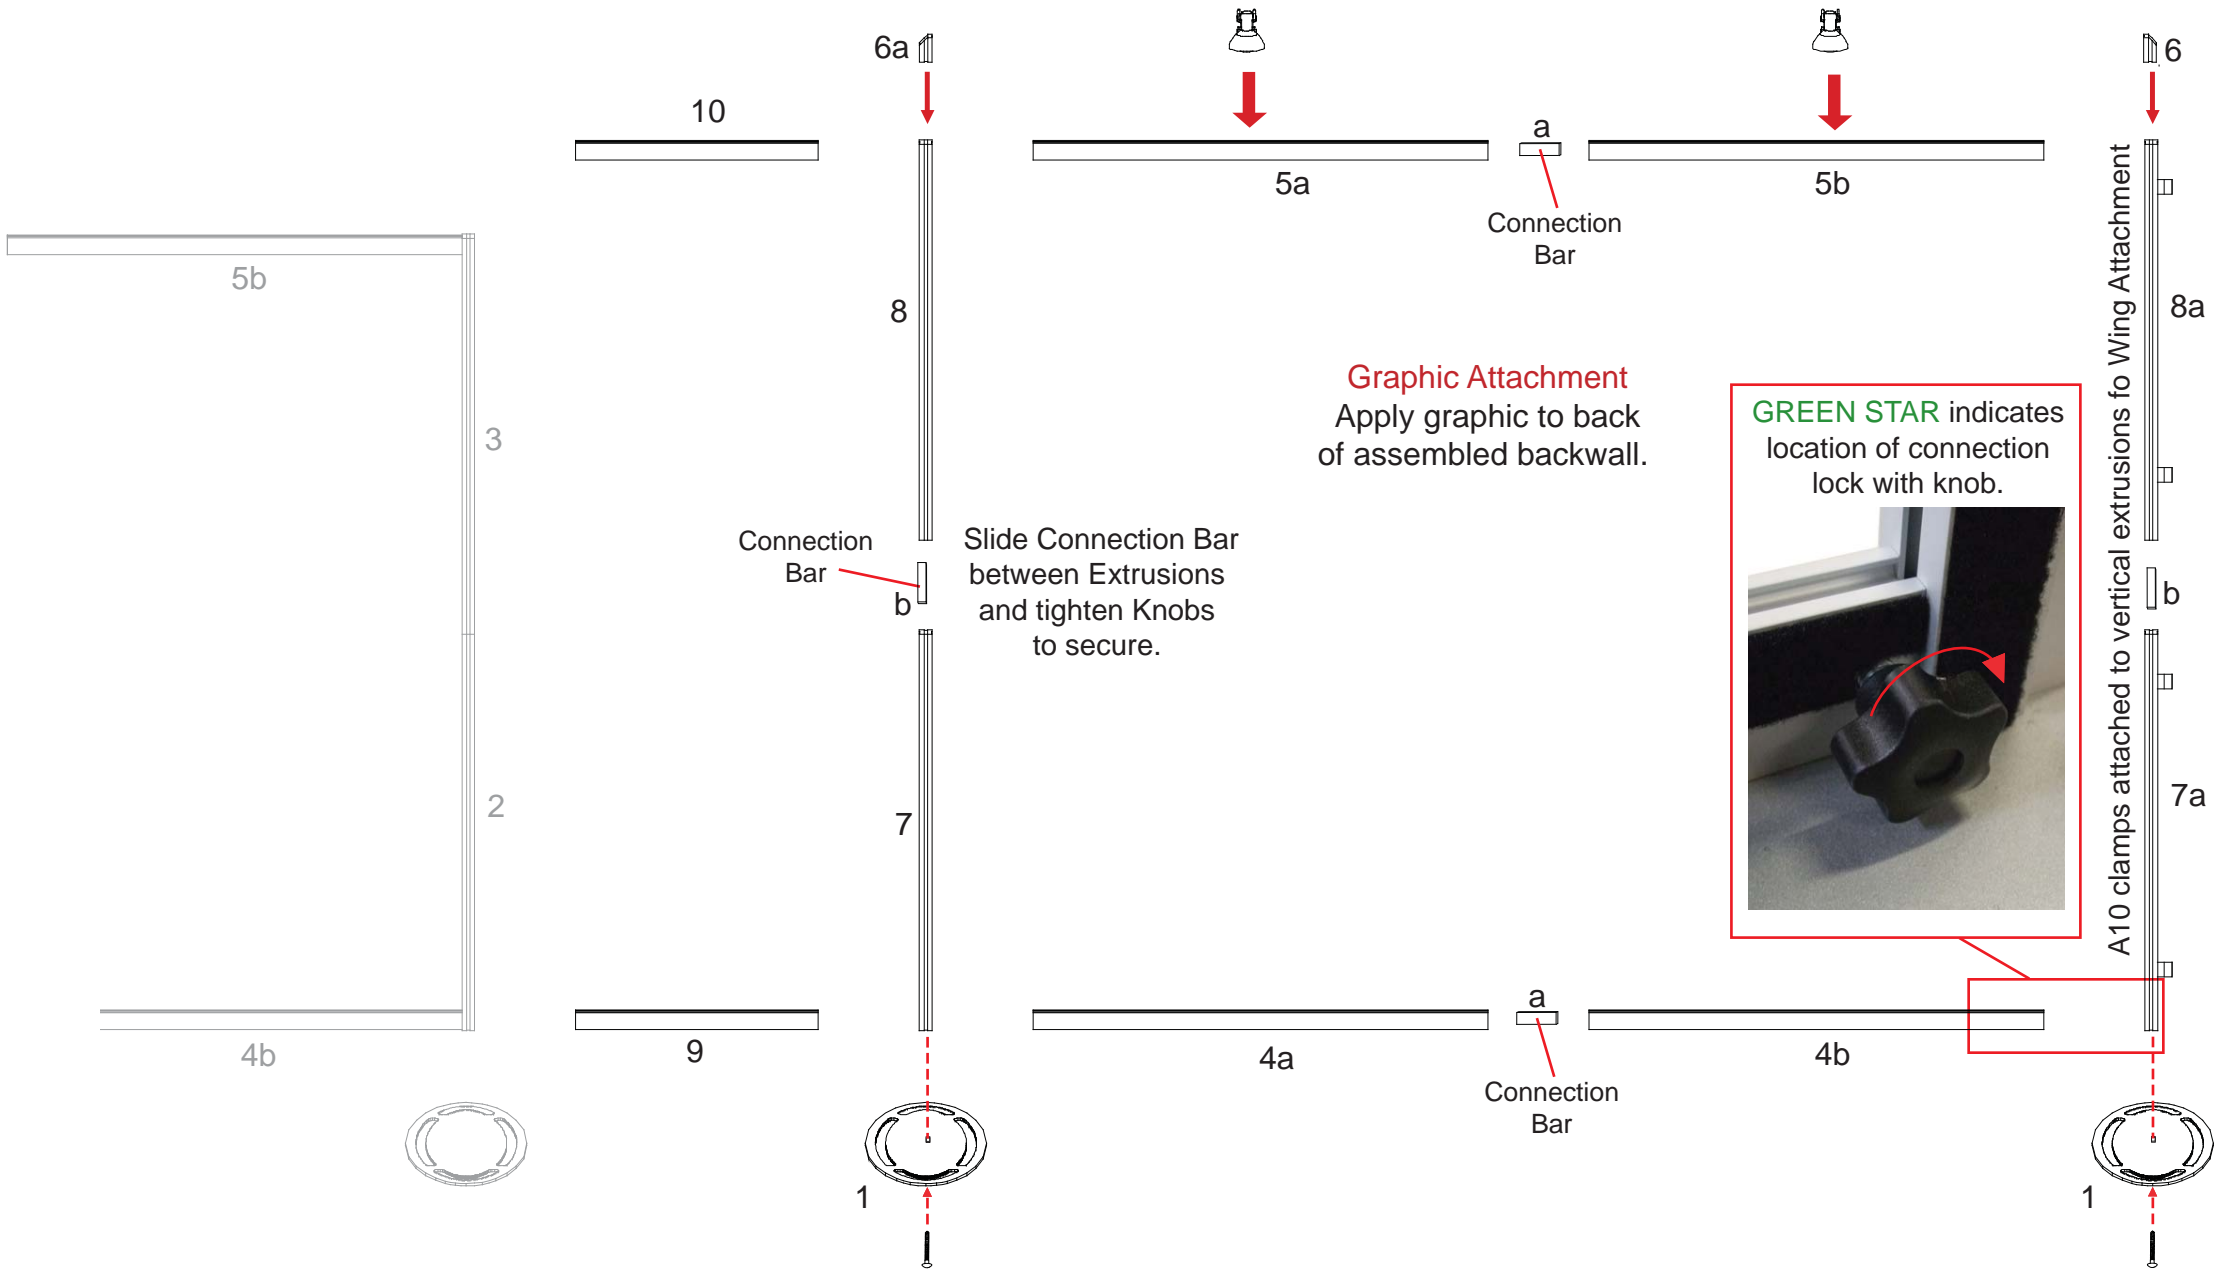 6a
6
10
a
5a
5b
Connection
Bar
5b
8
8a
A10 clamps attached to vertical extrusions fo Wing Attachment
Graphic Attachment
Apply graphic to back
of assembled backwall.
GREEN STAR indicates
location of connection
lock with knob.
3
Connection
Bar
b
Slide Connection Bar
between Extrusions
and tighten Knobs
to secure.
b
2
7
7a
a
4b
9
4a
4b
Connection
Bar
1
1